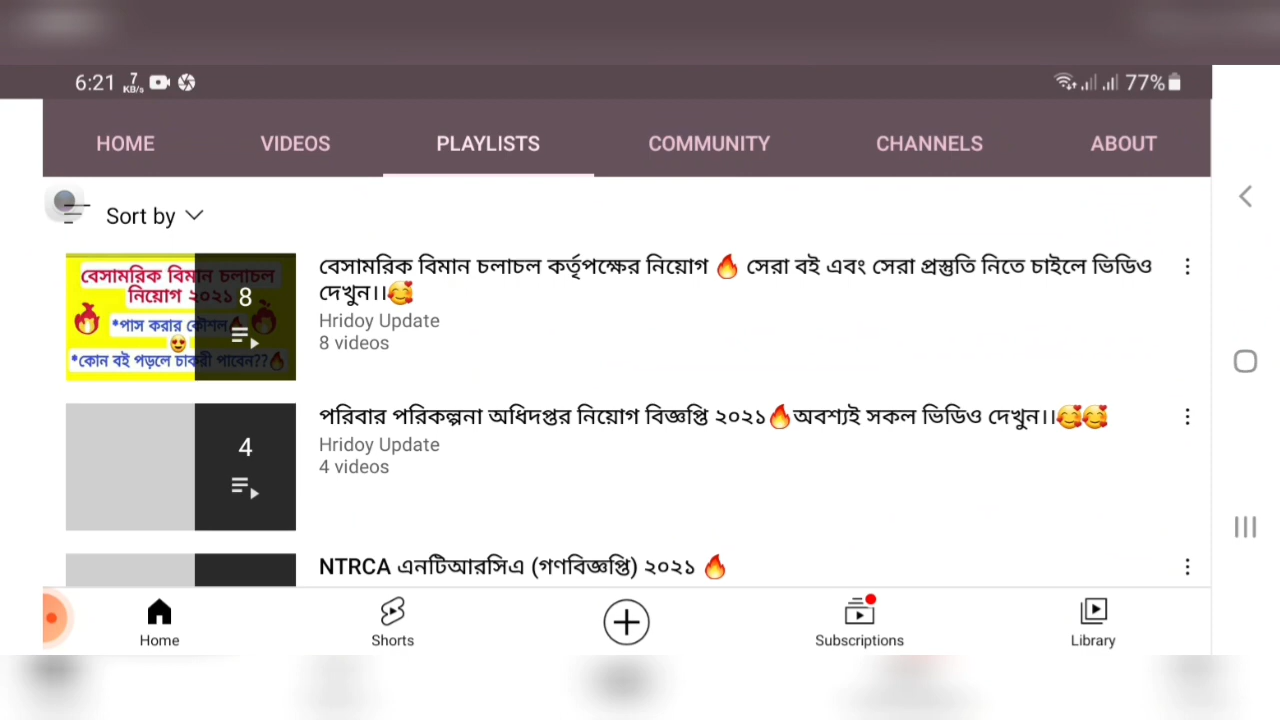 6:21 7 KB/s 77%
HOME VIDEOS PLAYLISTS COMMUNITY CHANNELS ABOUT
Sort by
বেসামরিক বিমান চলাচল
নিয়োগ ২০২১
*পাস করার কৌশল
*কোন বই পড়লে চাকরী পাবেন??🔥
8
বেসামরিক বিমান চলাচল কর্তৃপক্ষের নিয়োগ 🔥 সেরা বই এবং সেরা প্রস্তুতি নিতে চাইলে ভিডিও
দেখুন।।🥰
Hridoy Update
8 videos
4
পরিবার পরিকল্পনা অধিদপ্তর নিয়োগ বিজ্ঞপ্তি ২০২১🔥অবশ্যই সকল ভিডিও দেখুন।।🥰🥰
Hridoy Update
4 videos
NTRCA এনটিআরসিএ (গণবিজ্ঞপ্তি) ২০২১ 🔥
Home Shorts Subscriptions Library